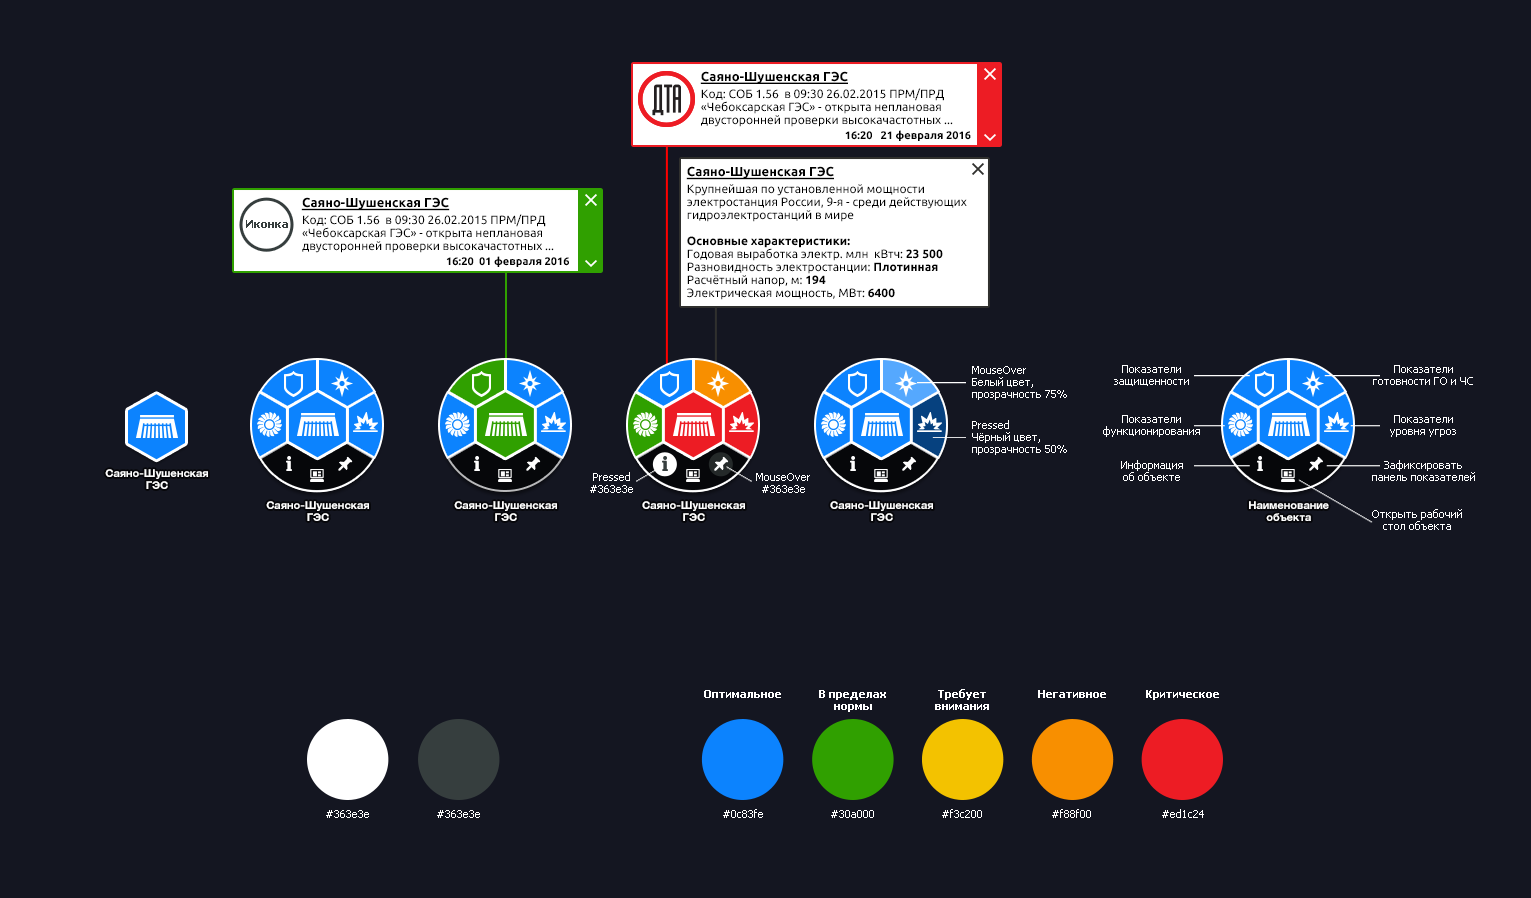 Саяно-Шушенская ГЭС
ДТА
Код: СОБ 1.56 в 09:30 26.02.2015 ПРМ/ПРД
«Чебоксарская ГЭС» - открыта неплановая
двусторонней проверки высокачастотных ...
16:20 21 февраля 2016
Саяно-Шушенская ГЭС
Крупнейшая по установленной мощности
электростанция России, 9-я - среди действующих
гидроэлектростанций в мире
Основные характеристики:
Годовая выработка электр. млн кВтч: 23 500
Разновидность электростанции: Плотинная
Расчётный напор, м: 194
Электрическая мощность, МВт: 6400
Саяно-Шушенская ГЭС
Иконка
Код: СОБ 1.56 в 09:30 26.02.2015 ПРМ/ПРД
«Чебоксарская ГЭС» - открыта неплановая
двусторонней проверки высокачастотных ...
16:20 01 февраля 2016
Саяно-Шушенская
ГЭС
Саяно-Шушенская
ГЭС
Саяно-Шушенская
ГЭС
Pressed
#363e3e
MouseOver
#363e3e
Саяно-Шушенская
ГЭС
MouseOver
Белый цвет,
прозрачность 75%
Pressed
Чёрный цвет,
прозрачность 50%
Саяно-Шушенская
ГЭС
Показатели
защищенности
Показатели
готовности ГО и ЧС
Показатели
функционирования
Показатели
уровня угроз
Информация
об объекте
Зафиксировать
панель показателей
Наименование
объекта
Открыть рабочий
стол объекта
#363e3e
#363e3e
Оптимальное
#0c83fe
В пределах
нормы
#30a000
Требует
внимания
#f3c200
Негативное
#f88f00
Критическое
#ed1c24